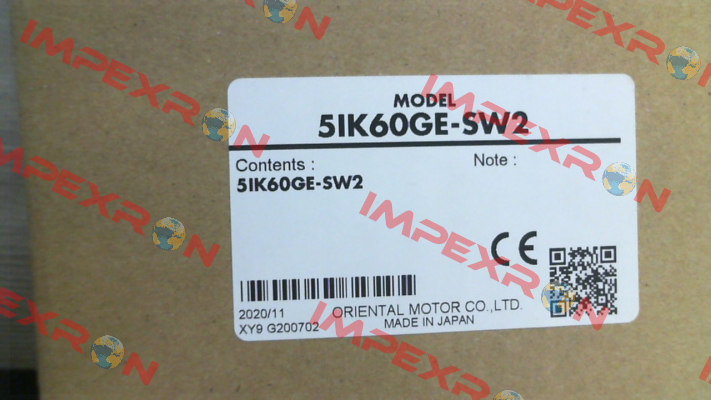 MODEL
5IK60GE-SW2
Contents :
Note :
5IK60GE-SW2
CE
2020/11
ORIENTAL MOTOR CO.,LTD.
XY9 G200702
MADE IN JAPAN
IMPEXRON
IMPEXRON
IMPEXRON
IMPEXRON
IMPEXRON
IMPEXRON
IMPEXRON